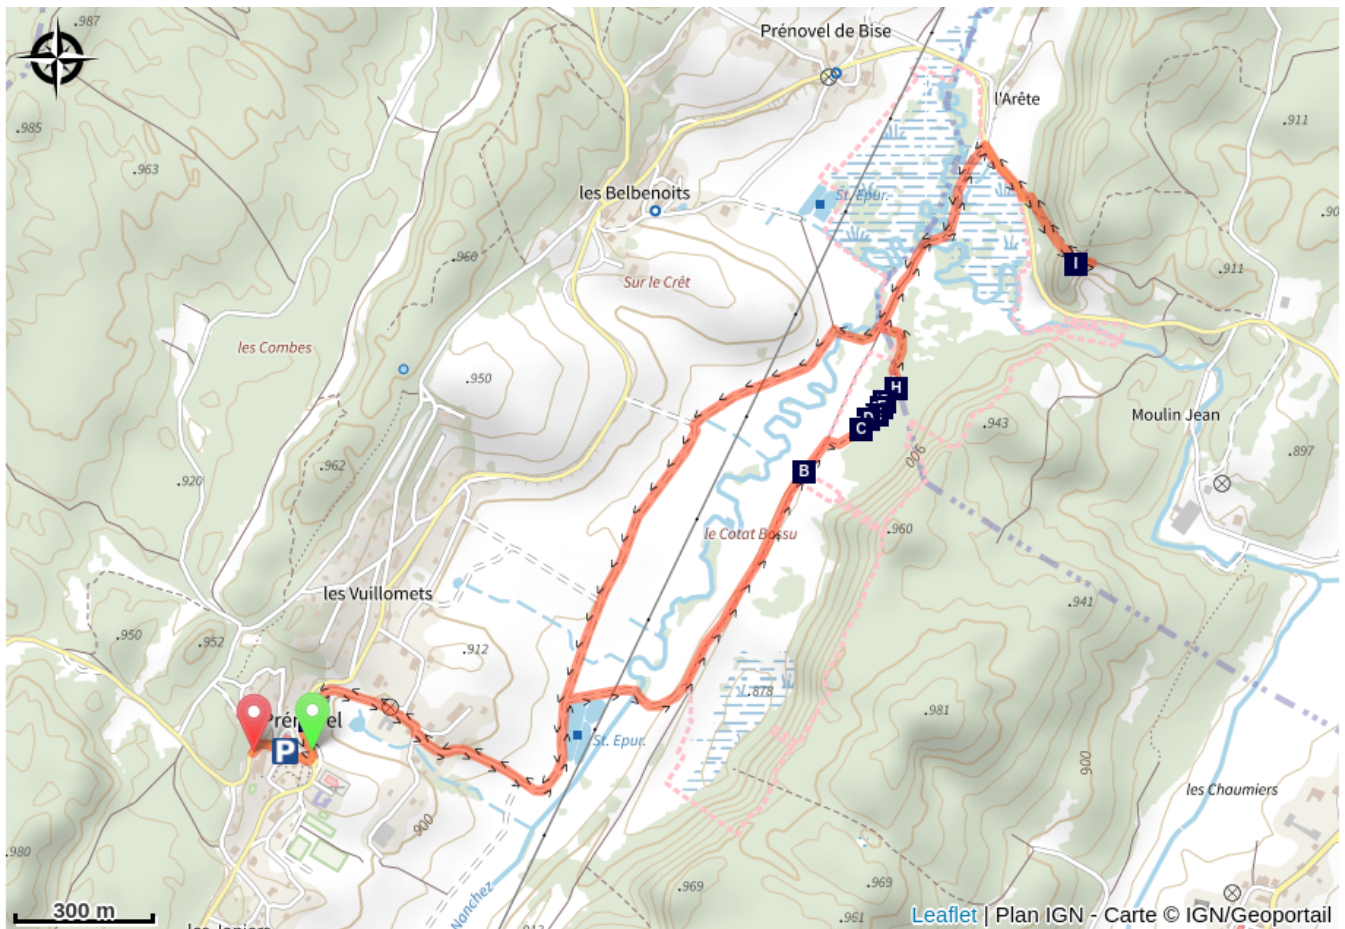 .987
Prénovel de Bise
.985
l'Arête
.911
.963
les Belbenoits
St. Epur.
.960
.911
Sur le Crêt
I
les Combes
.950
H
Moulin Jean
.943
C
.962
900
.897
B
.920
.960
le Cotat Bossu
les Vuillomets
.941
.950
.952
.912
.878
.981
P
St. Epur.
900
les Chaumiers
900
.980
.969
.969
Nanchez
300 m
.961
Leaflet | Plan IGN - Carte © IGN/Geoportail